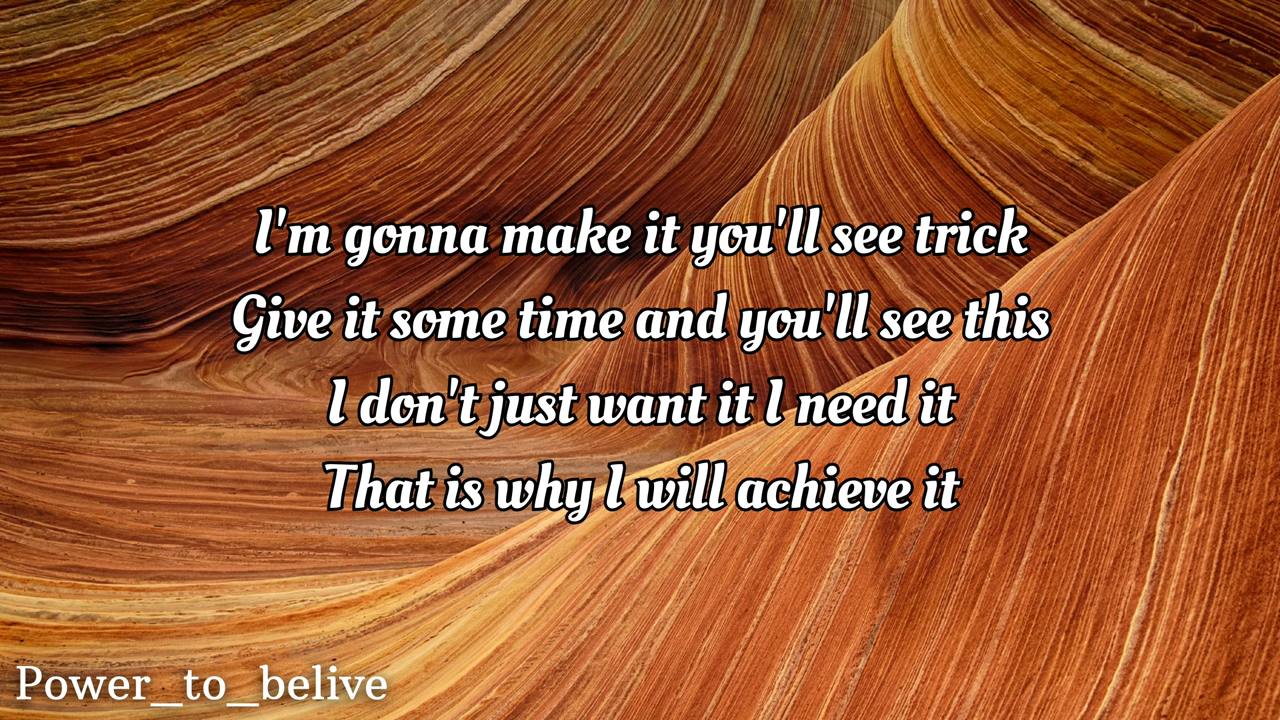 I'm gonna make it you'll see trick
Give it some time and you'll see this
I don't just want it I need it
That is why I will achieve it
Power_to_belive